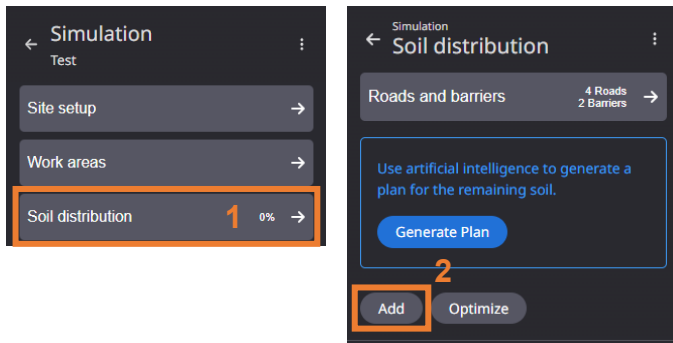 Simulation
Test
Site setup
Work areas
Soil distribution 1 0%
Simulation
Soil distribution
Roads and barriers
4 Roads
2 Barriers
Use artificial intelligence to generate a
plan for the remaining soil.
Generate Plan
2
Add
Optimize